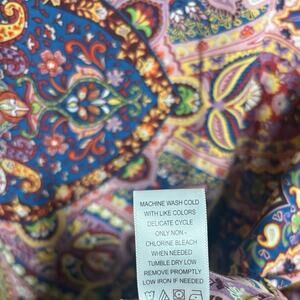 MACHINE WASH COLD
WITH LIKE COLORS
DELICATE CYCLE
ONLY NON -
CHLORINE BLEACH
WHEN NEEDED
TUMBLE DRY LOW
REMOVE PROMPTLY
LOW IRON IF NEEDED